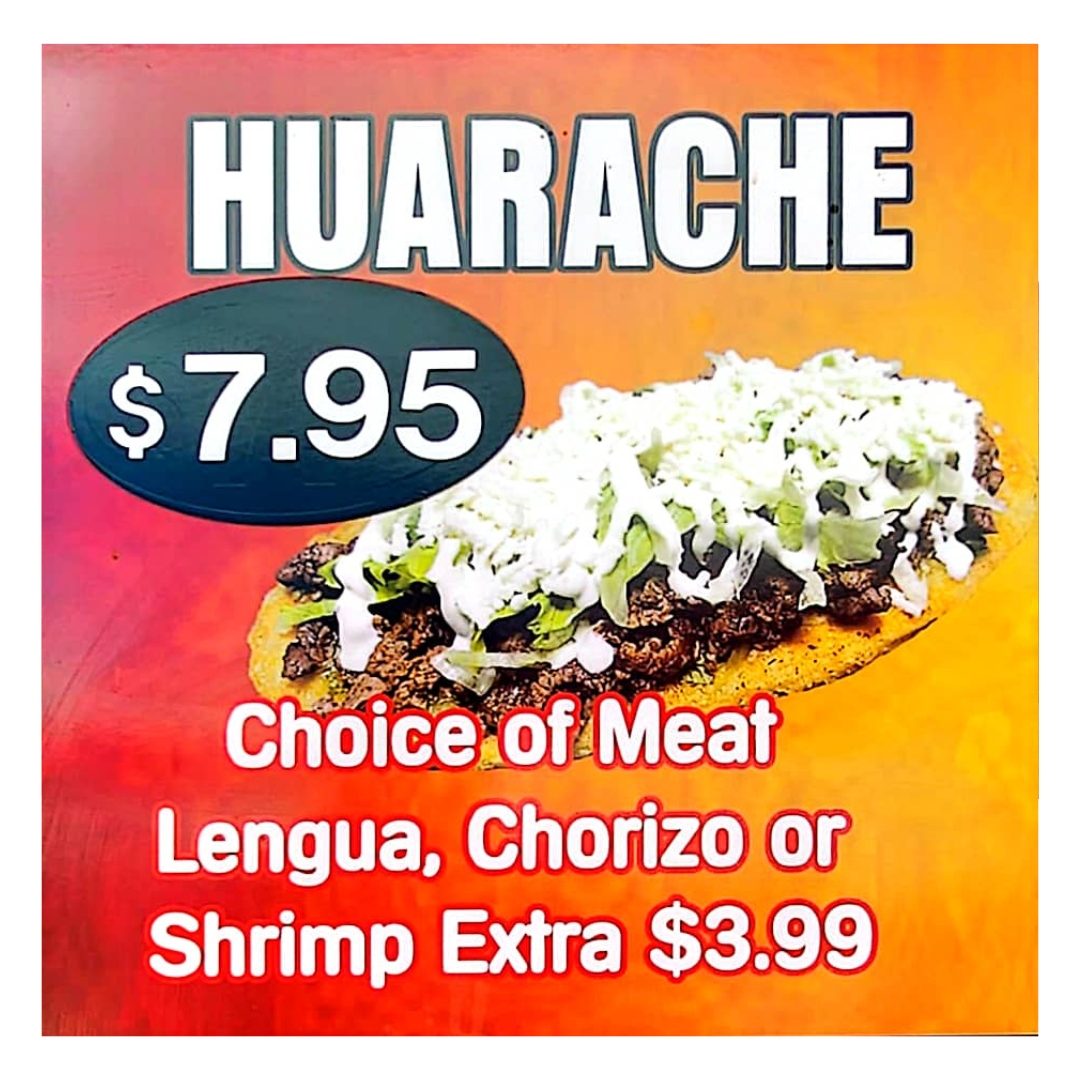 HUARACHE
$7.95
Choice of Meat
Lengua, Chorizo or
Shrimp Extra $3.99